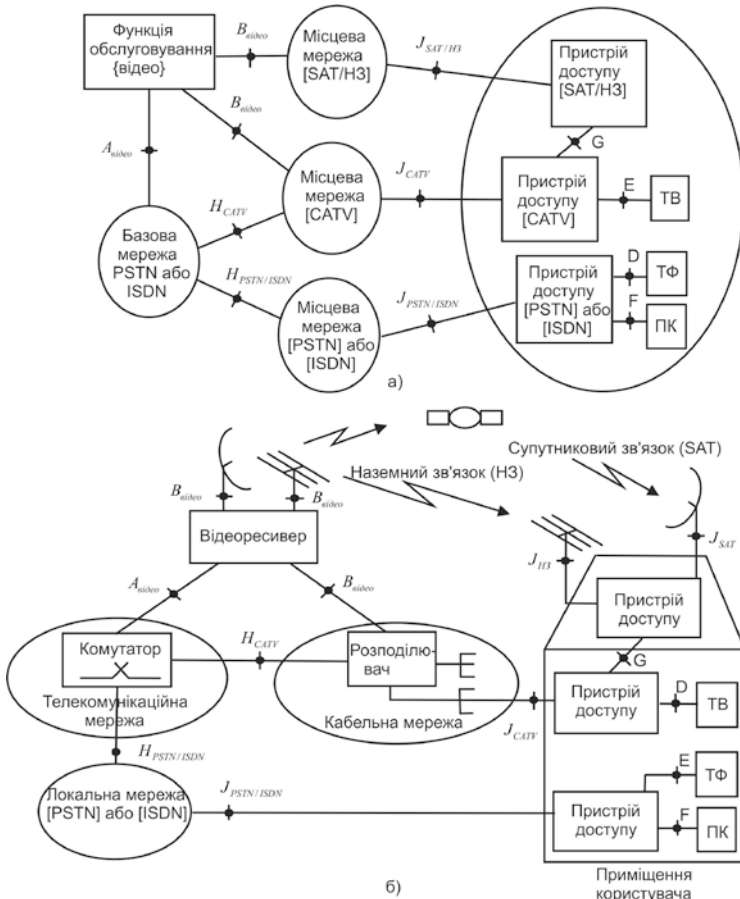 Функція
обслуговування
{відео}
B відео
Місцева
мережа
[SAT/НЗ]
J SAT/НЗ
Пристрій
доступу
[SAT/НЗ]
B відео
A відео
G
Місцева
мережа
[CATV]
J CATV
Пристрій
доступу
[CATV]
E
ТВ
H CATV
Базова
мережа
PSTN або
ISDN
H PSTN/ISDN
Місцева
мережа
[PSTN] або
[ISDN]
J PSTN/ISDN
Пристрій
доступу
[PSTN] або
[ISDN]
D
ТФ
F
ПК
а)
Супутниковий зв'язок (SAT)
Наземний зв'язок (НЗ)
B відео
B відео
Відеоресивер
J SAT
J НЗ
A відео
B відео
Пристрій
доступу
Комутатор
H CATV
Розподілю-
вач
G
Телекомунікаційна
мережа
Кабельна мережа
J CATV
Пристрій
доступу
D
ТВ
H PSTN/ISDN
Локальна мережа
[PSTN] або [ISDN]
J PSTN/ISDN
Пристрій
доступу
E
ТФ
F
ПК
Приміщення
користувача
б)